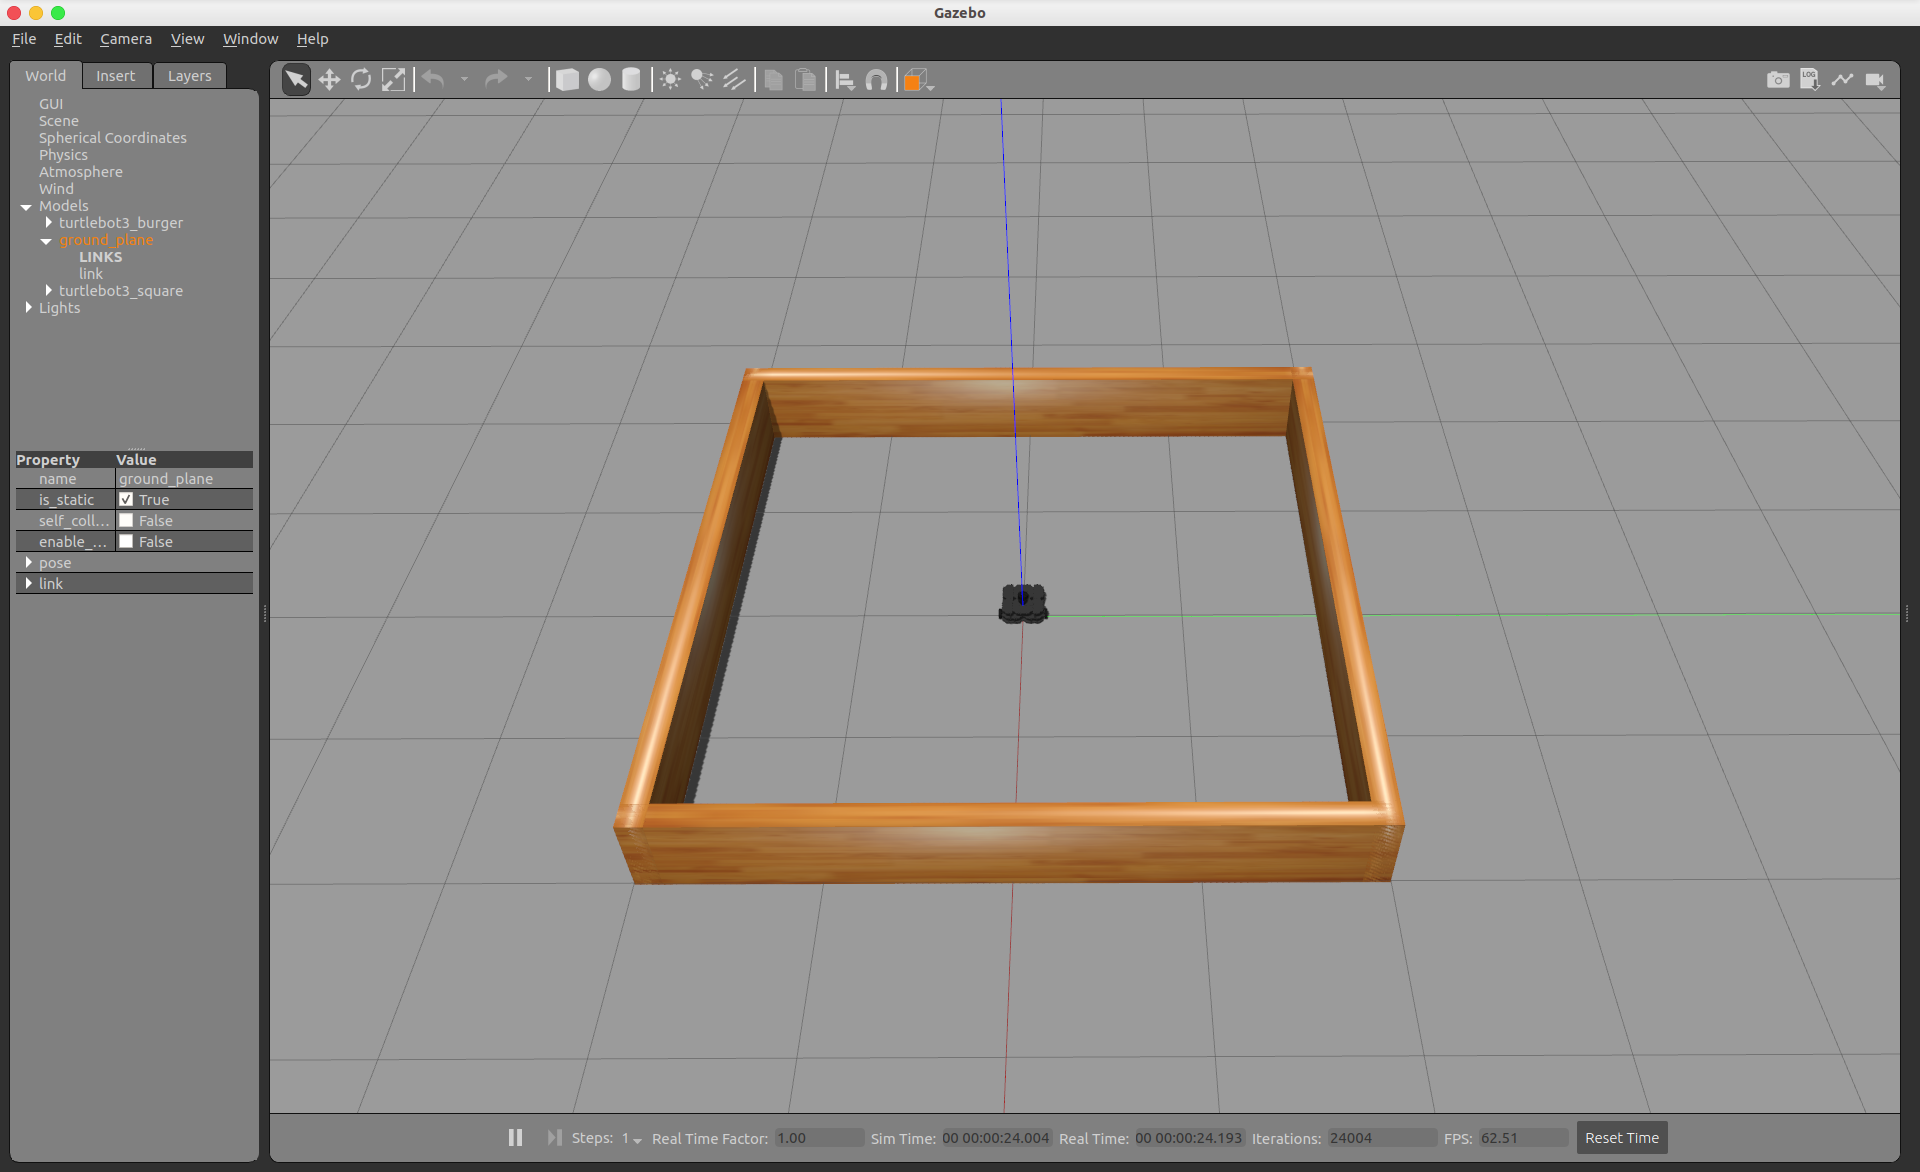 Gazebo
File Edit Camera View Window Help
World Insert Layers
LOG
GUI
Scene
Spherical Coordinates
Physics
Atmosphere
Wind
Models
turtlebot3_burger
ground_plane
LINKS
link
turtlebot3_square
Lights
Property Value
name ground_plane
is_static True
self_coll... False
enable_... False
pose
link
Steps: 1 Real Time Factor: 1.00 Sim Time: 00 00:00:24.004 Real Time: 00 00:00:24.193 Iterations: 24004 FPS: 62.51 Reset Time